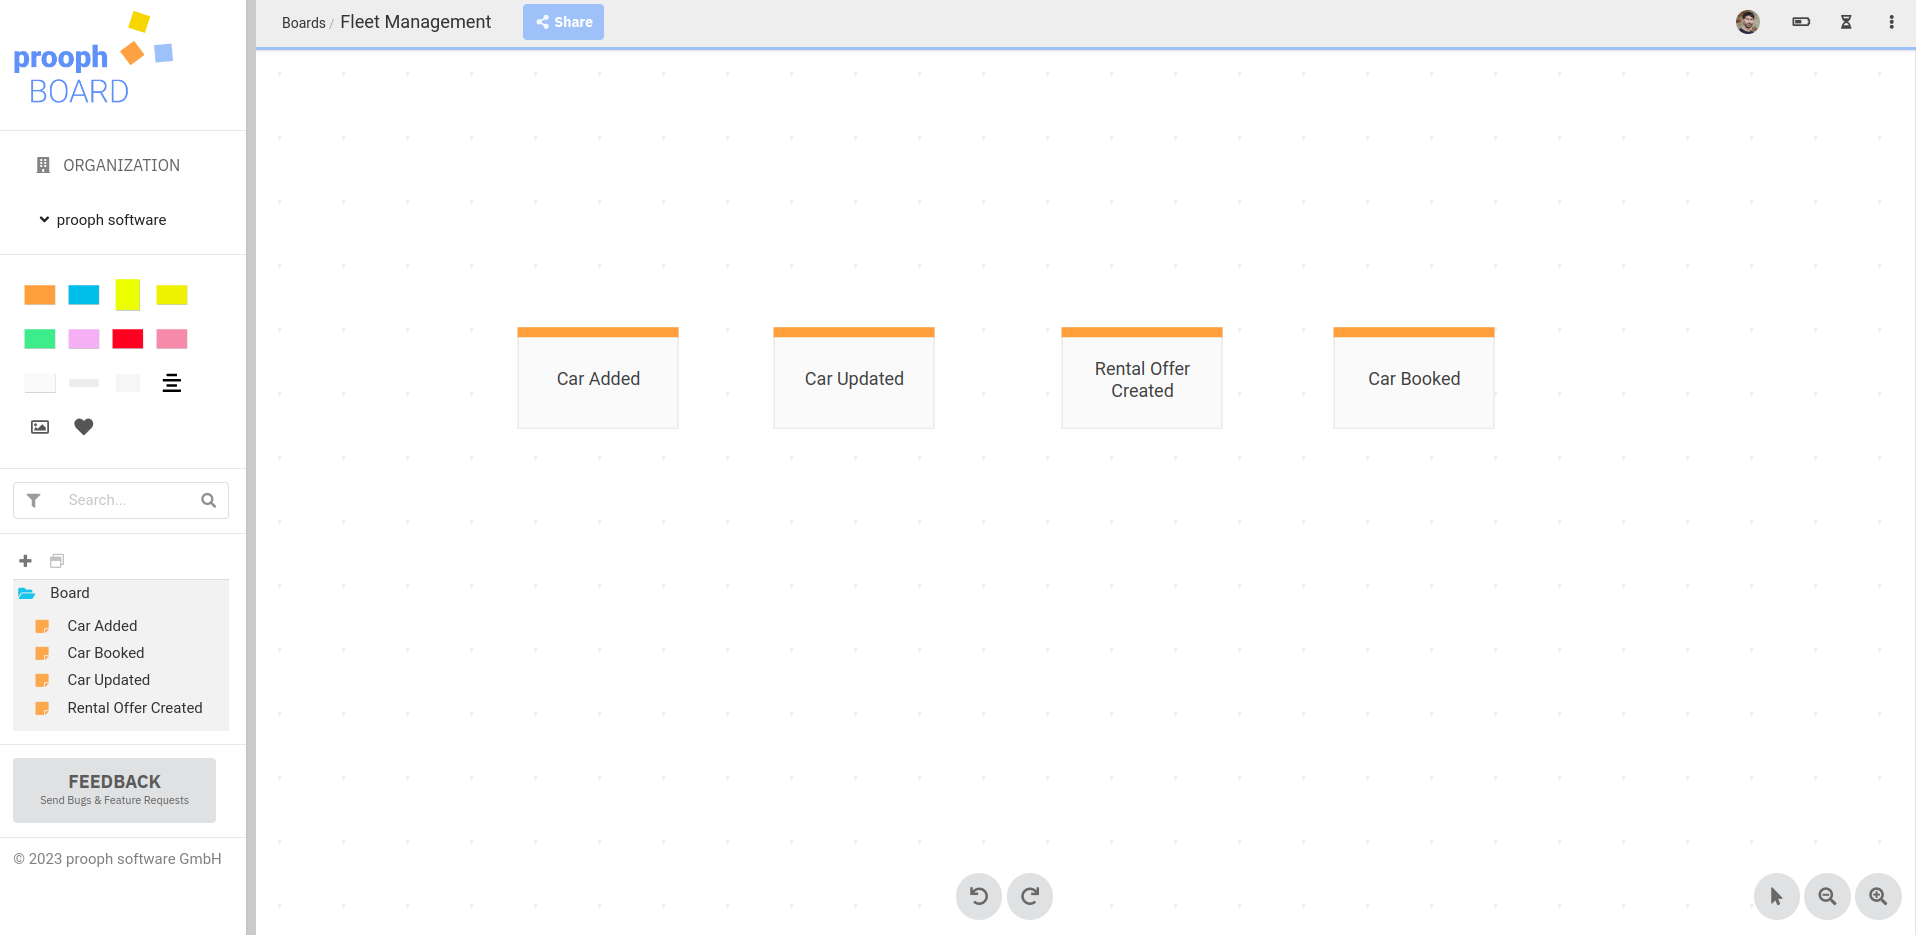 prooph
BOARD
Boards / Fleet Management
Share
ORGANIZATION
prooph software
Search...
Board
Car Added
Car Booked
Car Updated
Rental Offer Created
FEEDBACK
Send Bugs & Feature Requests
© 2023 prooph software GmbH
Car Added
Car Updated
Rental Offer
Created
Car Booked